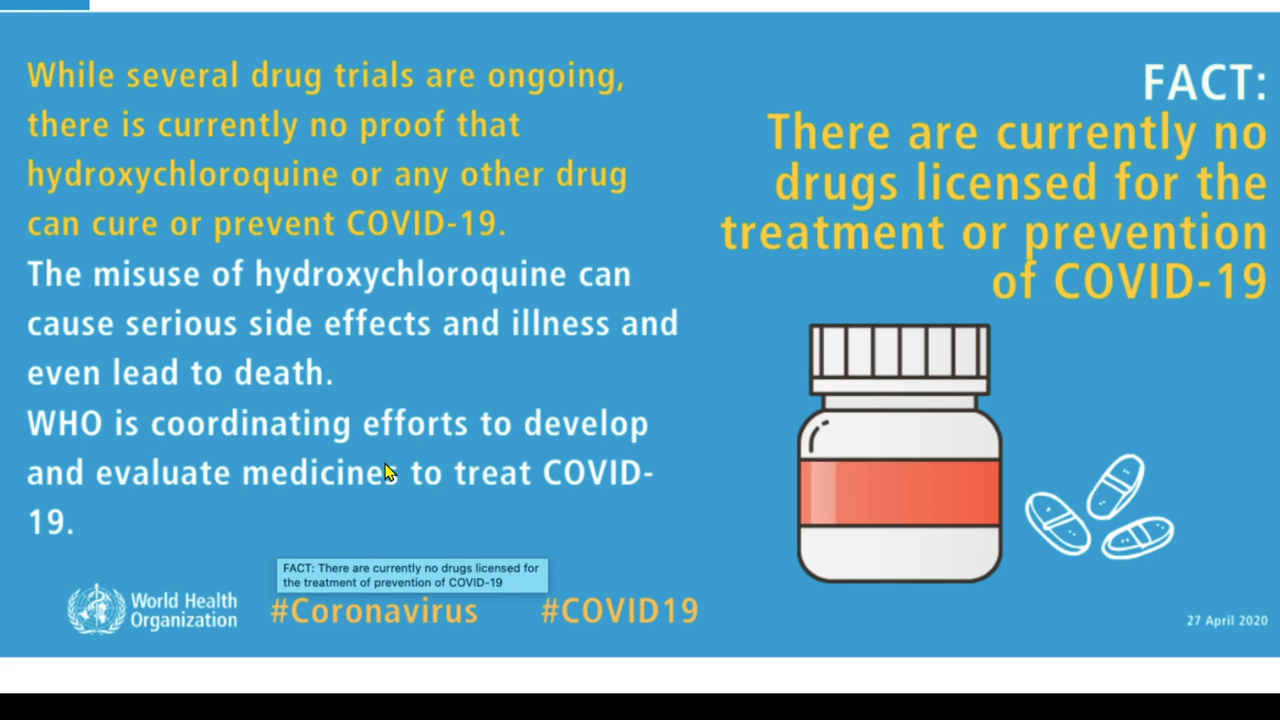 While several drug trials are ongoing,
there is currently no proof that
hydroxychloroquine or any other drug
can cure or prevent COVID-19.
The misuse of hydroxychloroquine can
cause serious side effects and illness and
even lead to death.
WHO is coordinating efforts to develop
and evaluate medicines to treat COVID-
19.
FACT:
There are currently no
drugs licensed for the
treatment or prevention
of COVID-19
FACT: There are currently no drugs licensed for
the treatment of prevention of COVID-19
World Health
Organization
#Coronavirus #COVID19
27 April 2020